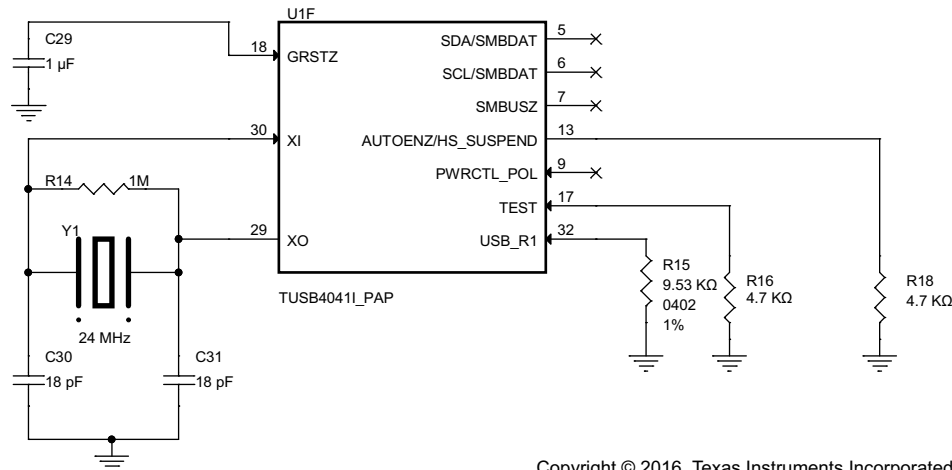 U1F
C29
1 µF
18
GRSTZ
SDA/SMBDAT
5
SCL/SMBDAT
6
SMBUSZ
7
30
XI
AUTOENZ/HS_SUSPEND
13
PWRCTL_POL
9
R14
1M
TEST
17
Y1
29
XO
USB_R1
32
R15
9.53 KΩ
0402
1%
R16
4.7 KΩ
R18
4.7 KΩ
TUSB4041I_PAP
24 MHz
C30
18 pF
C31
18 pF
Copyright © 2016, Texas Instruments Incorporated